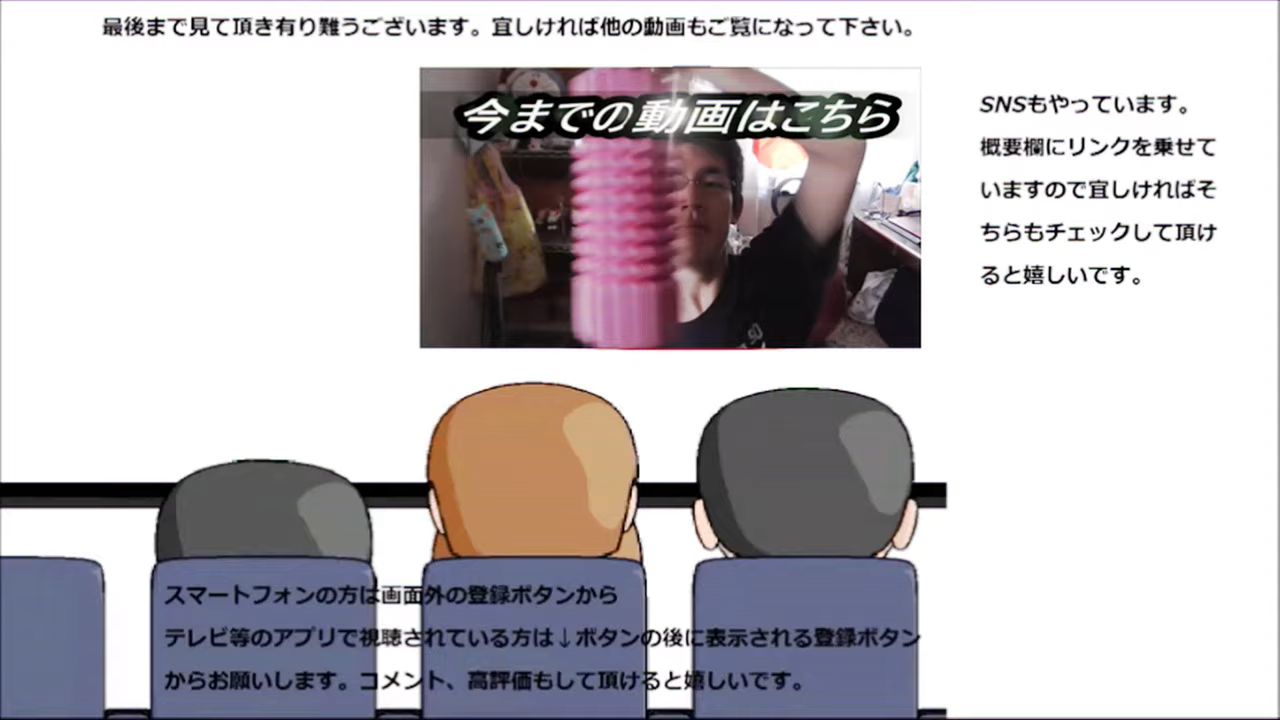 最後まで見て頂き有り難うございます。宜しければ他の動画もご覧になって下さい。
今までの動画はこちら
SNSもやっています。
概要欄にリンクを乗せて
いますので宜しければそ
ちらもチェックして頂け
ると嬉しいです。
スマートフォンの方は画面外の登録ボタンから
テレビ等のアプリで視聴されている方は↓ボタンの後に表示される登録ボタン
からお願いします。コメント、高評価もして頂けると嬉しいです。